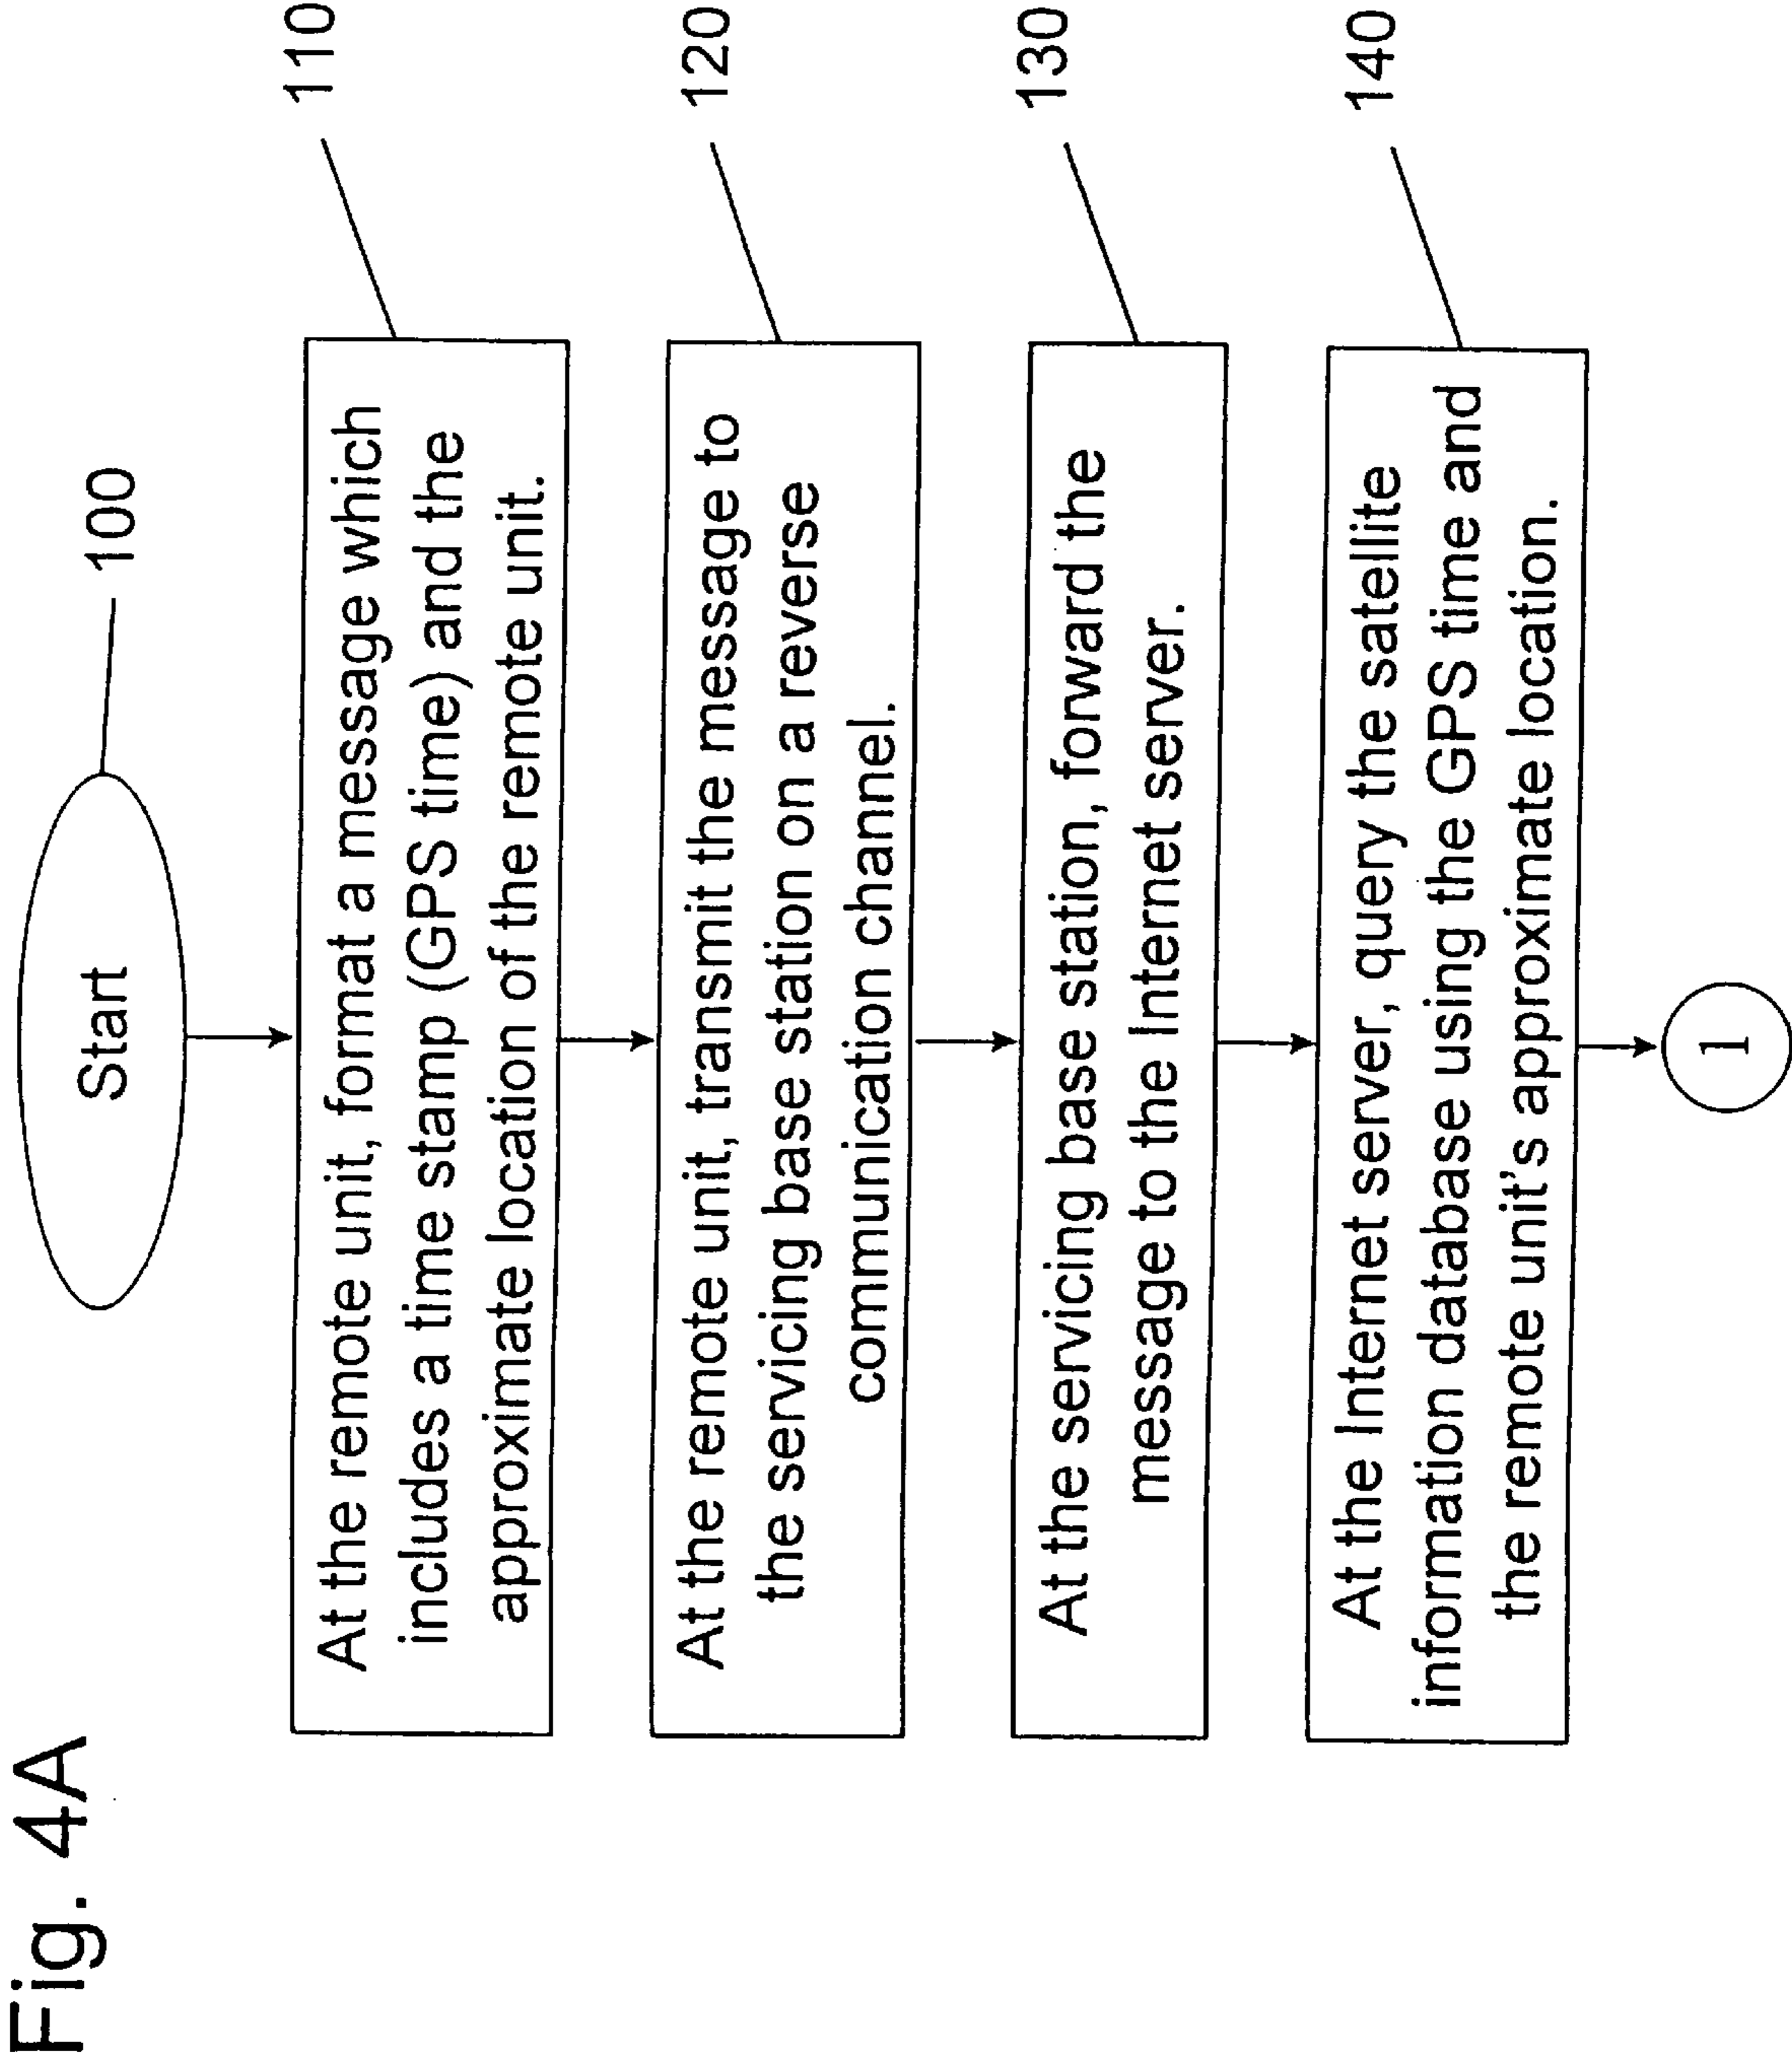 Fig. 4A
Start
100
At the remote unit, format a message which
includes a time stamp (GPS time) and the
approximate location of the remote unit.
110
At the remote unit, transmit the message to
the servicing base station on a reverse
communication channel.
120
At the servicing base station, forward the
message to the Internet server.
130
At the Internet server, query the satellite
information database using the GPS time and
the remote unit's approximate location.
140
1